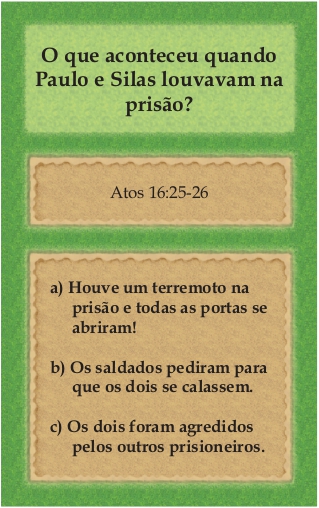 O que aconteceu quando
Paulo e Silas louvavam na
prisão?
Atos 16:25-26
a) Houve um terremoto na
prisão e todas as portas se
abriram!
b) Os saldados pediram para
que os dois se calassem.
c) Os dois foram agredidos
pelos outros prisioneiros.